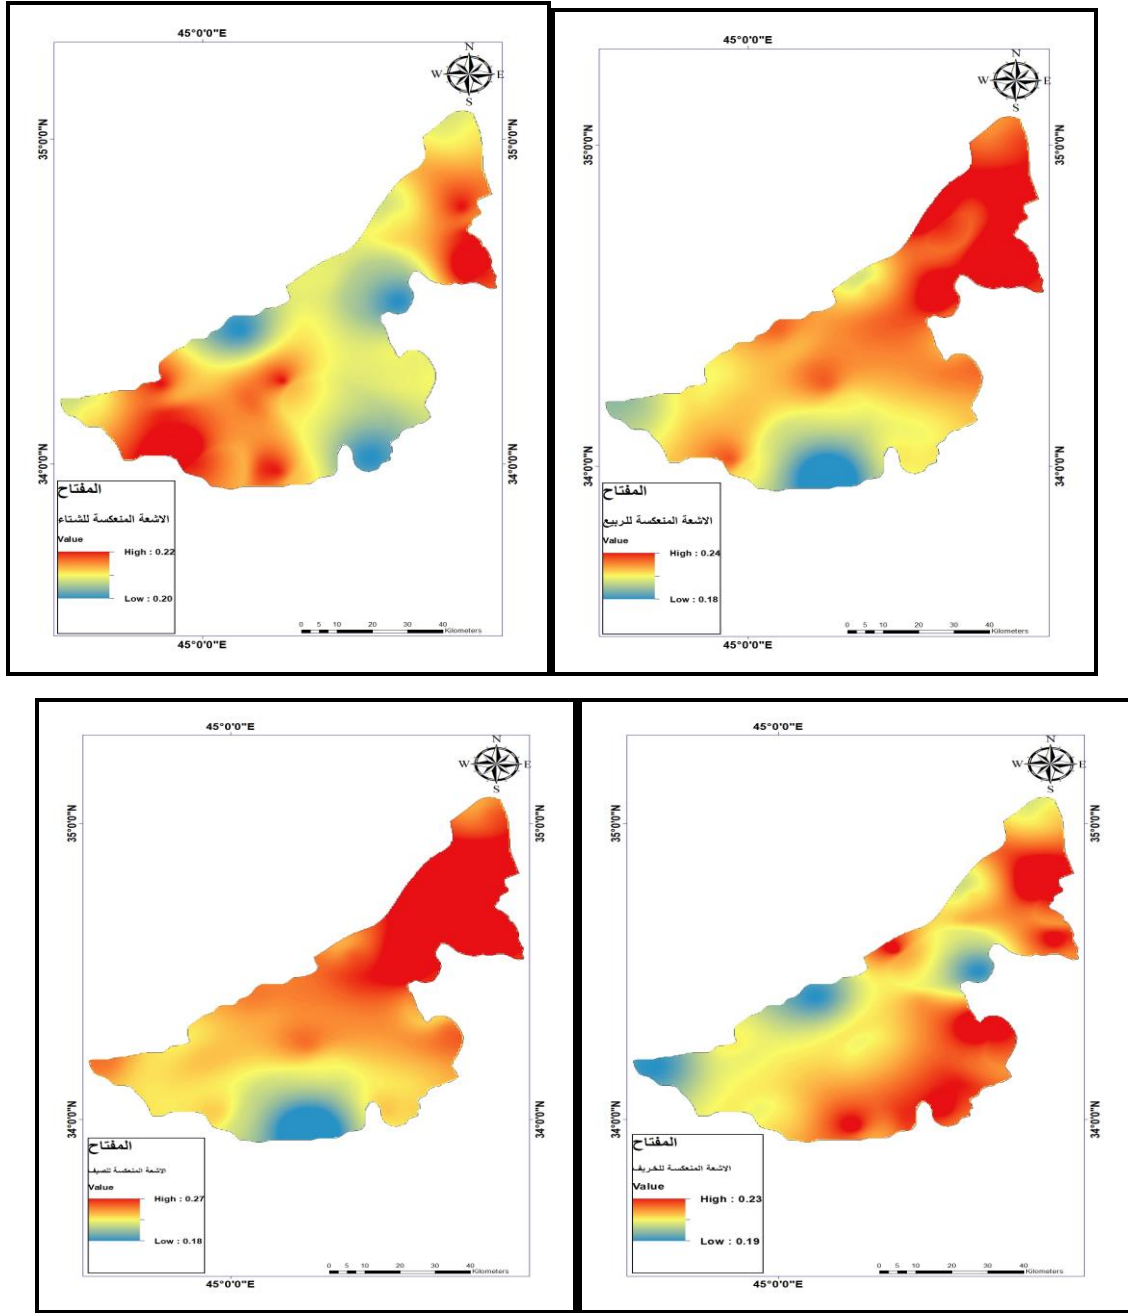 45°0'0"E
N
W E
S
35°0'0"N 35°0'0"N
34°0'0"N 34°0'0"N
المفتاح
الاشعة المنعكسة للشتاء
Value
High : 0.22
Low : 0.20
0 5 10 20 30 40
Kilometers
45°0'0"E
45°0'0"E
N
W E
S
35°0'0"N 35°0'0"N
34°0'0"N 34°0'0"N
المفتاح
الاشعة المنعكسة للربيع
Value
High : 0.24
Low : 0.18
0 5 10 20 30 40
Kilometers
45°0'0"E
45°0'0"E
N
W E
S
35°0'0"N 35°0'0"N
34°0'0"N 34°0'0"N
المفتاح
الاشعة المنعكسة للصيف
Value
High : 0.27
Low : 0.18
0 5 10 20 30 40
Kilometers
45°0'0"E
45°0'0"E
N
W E
S
35°0'0"N 35°0'0"N
34°0'0"N 34°0'0"N
المفتاح
الاشعة المنعكسة للخريف
Value
High : 0.23
Low : 0.19
0 5 10 20 30 40
Kilometers
45°0'0"E